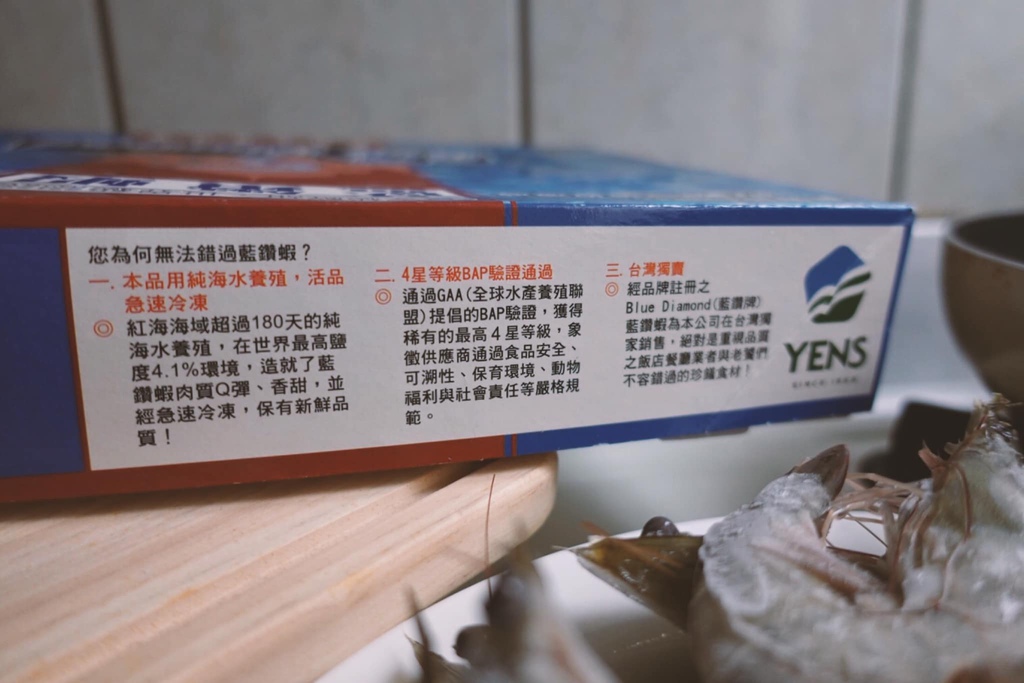 您為何無法錯過藍鑽蝦？
一. 本品用純海水養殖，活品
急速冷凍
◎ 紅海海域超過180天的純
海水養殖，在世界最高鹽
度4.1%環境，造就了藍
鑽蝦肉質Q彈、香甜，並
經急速冷凍，保有新鮮品
質！
二. 4星等級BAP驗證通過
◎ 通過GAA(全球水產養殖聯
盟)提倡的BAP驗證，獲得
稀有的最高4星等級，象
徵供應商通過食品安全、
可溯性、保育環境、動物
福利與社會責任等嚴格規
範。
三. 台灣獨賣
◎ 經品牌註冊之
Blue Diamond(藍鑽牌)
藍鑽蝦為本公司在台灣獨
家銷售，絕對是重視品質
之飯店餐廳業者與老饕們
不容錯過的珍饈食材！
YENS